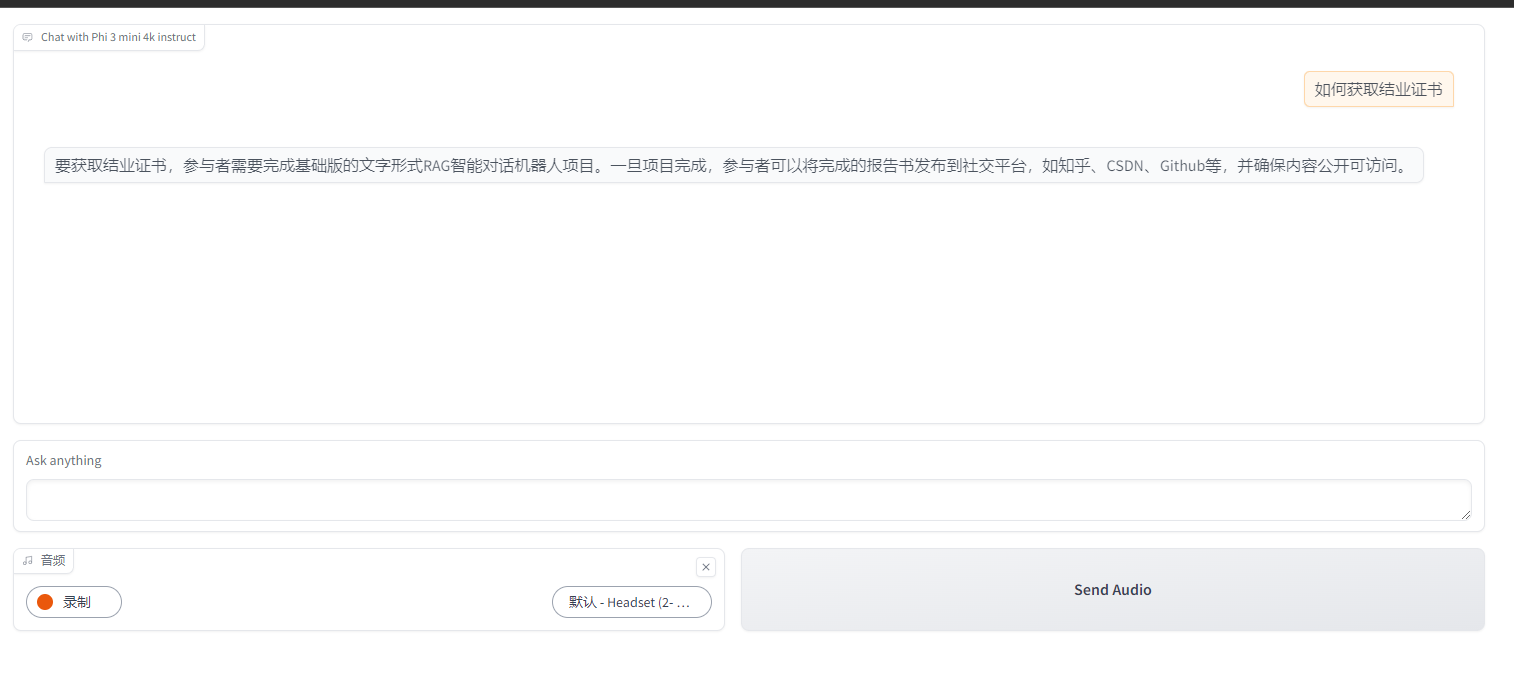 Chat with Phi 3 mini 4k instruct
如何获取结业证书
要获取结业证书，参与者需要完成基础版的文字形式RAG智能对话机器人项目。一旦项目完成，参与者可以将完成的报告书发布到社交平台，如知乎、CSDN、Github等，并确保内容公开可访问。
Ask anything
音频
录制
默认 - Headset (2- ...
Send Audio